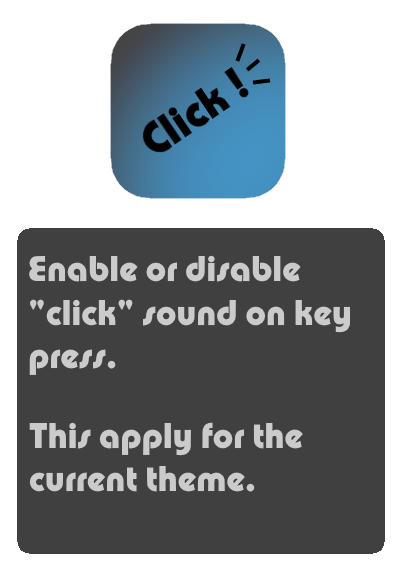 Click !
Enable or disable
"click" sound on key
press.
This apply for the
current theme.